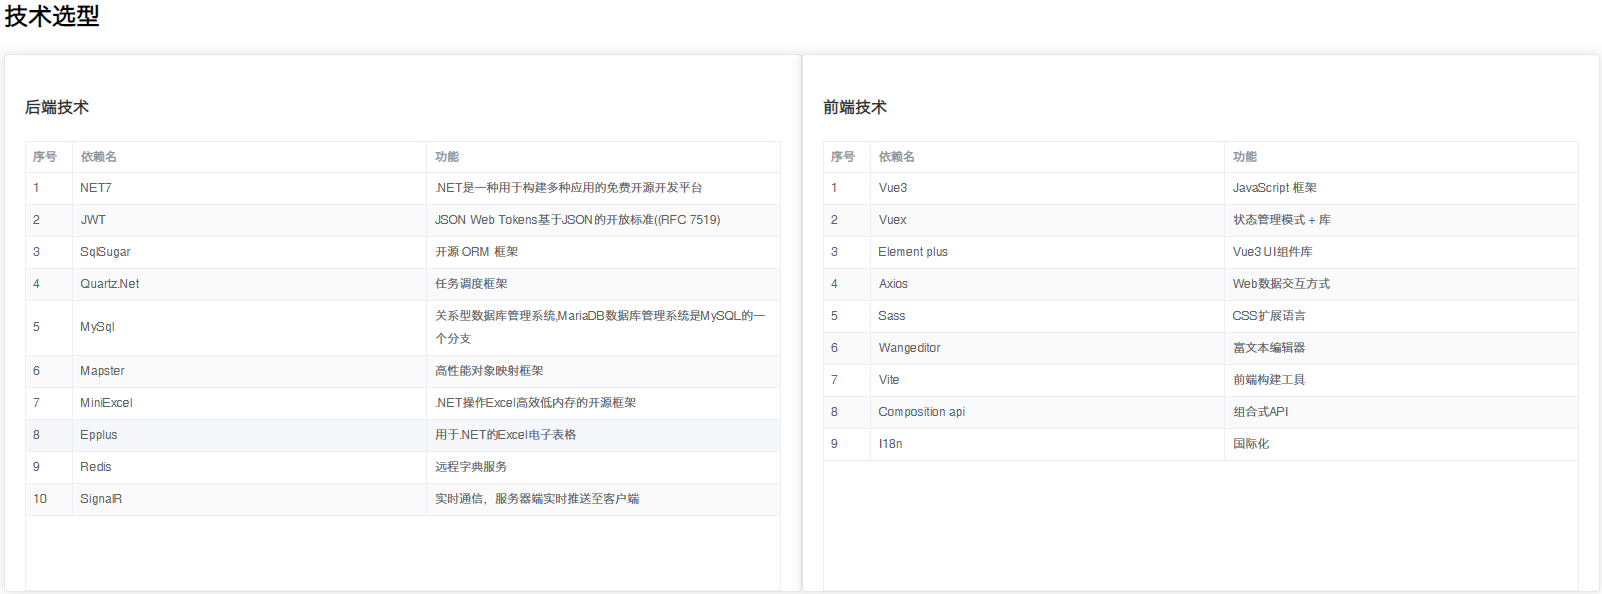 技术选型
后端技术
序号 依赖名 功能
1 NET7 .NET是一种用于构建多种应用的免费开源开发平台
2 JWT JSON Web Tokens基于JSON的开放标准((RFC 7519)
3 SqlSugar 开源 ORM 框架
4 Quartz.Net 任务调度框架
5 MySql 关系型数据库管理系统,MariaDB数据库管理系统是MySQL的一
个分支
6 Mapster 高性能对象映射框架
7 MiniExcel .NET操作Excel高效低内存的开源框架
8 Epplus 用于.NET的Excel电子表格
9 Redis 远程字典服务
10 SignalR 实时通信，服务器端实时推送至客户端
前端技术
序号 依赖名 功能
1 Vue3 JavaScript 框架
2 Vuex 状态管理模式 + 库
3 Element plus Vue3 UI组件库
4 Axios Web数据交互方式
5 Sass CSS扩展语言
6 Wangeditor 富文本编辑器
7 Vite 前端构建工具
8 Composition api 组合式API
9 I18n 国际化